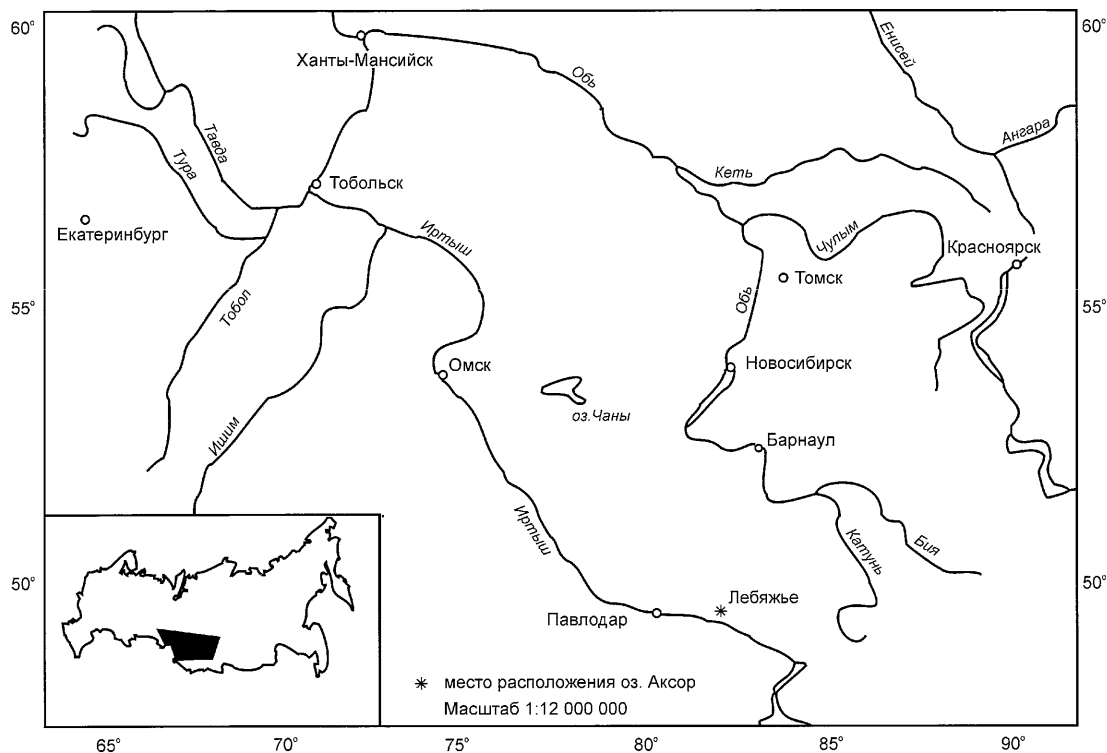 60°
60°
Ханты-Мансийск
Обь
Енисей
Ангара
Тавда
Тура
Тобольск
Кеть
Екатеринбург
Иртыш
Чулым
Красноярск
Томск
55°
55°
Тобол
Обь
Омск
Новосибирск
оз.Чаны
Ишим
Барнаул
Иртыш
Катунь
Бия
50°
50°
Лебяжье
Павлодар
место расположения оз. Аксор
Масштаб 1:12 000 000
65°
70°
75°
80°
85°
90°